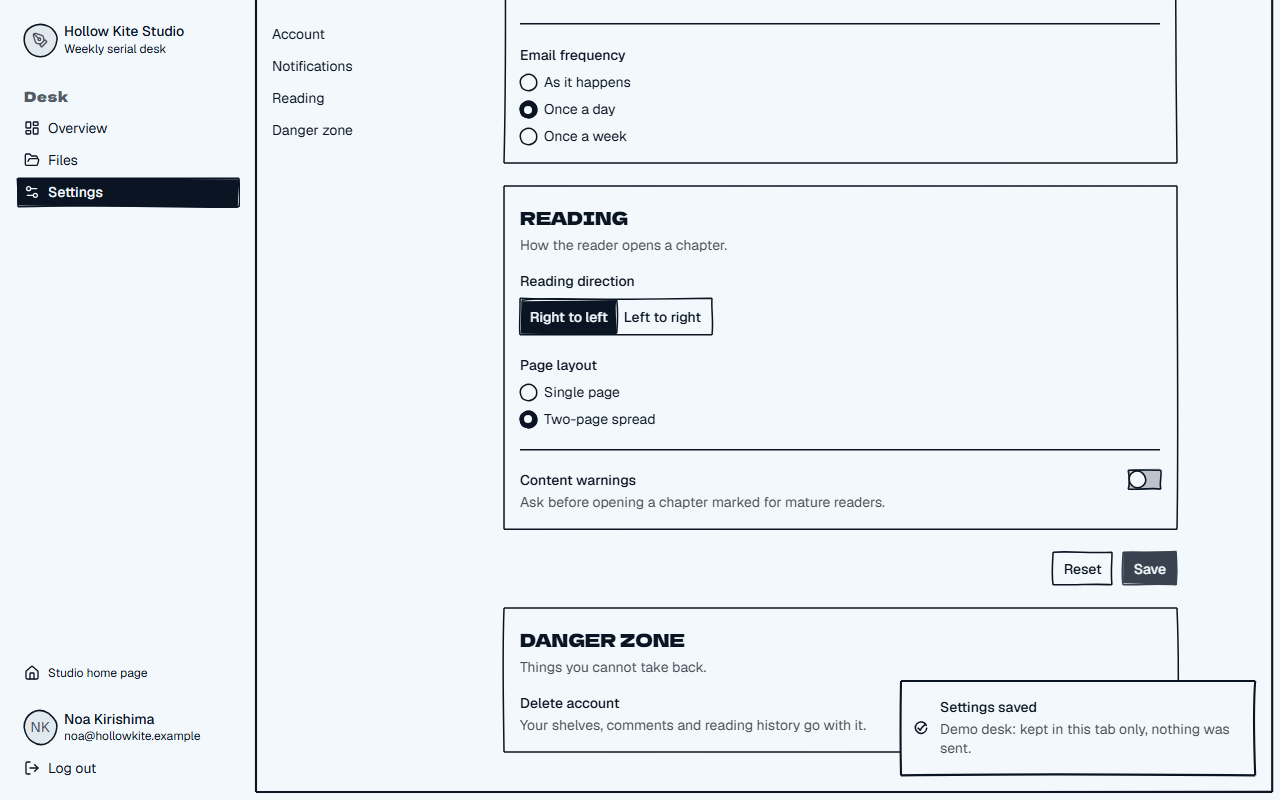 Hollow Kite Studio
Weekly serial desk
Desk
Overview
Files
Settings
Studio home page
NK
Noa Kirishima
noa@hollowkite.example
Log out
Account
Notifications
Reading
Danger zone
Email frequency
As it happens
Once a day
Once a week
READING
How the reader opens a chapter.
Reading direction
Right to left
Left to right
Page layout
Single page
Two-page spread
Content warnings
Ask before opening a chapter marked for mature readers.
Reset
Save
DANGER ZONE
Things you cannot take back.
Delete account
Your shelves, comments and reading history go with it.
Settings saved
Demo desk: kept in this tab only, nothing was
sent.